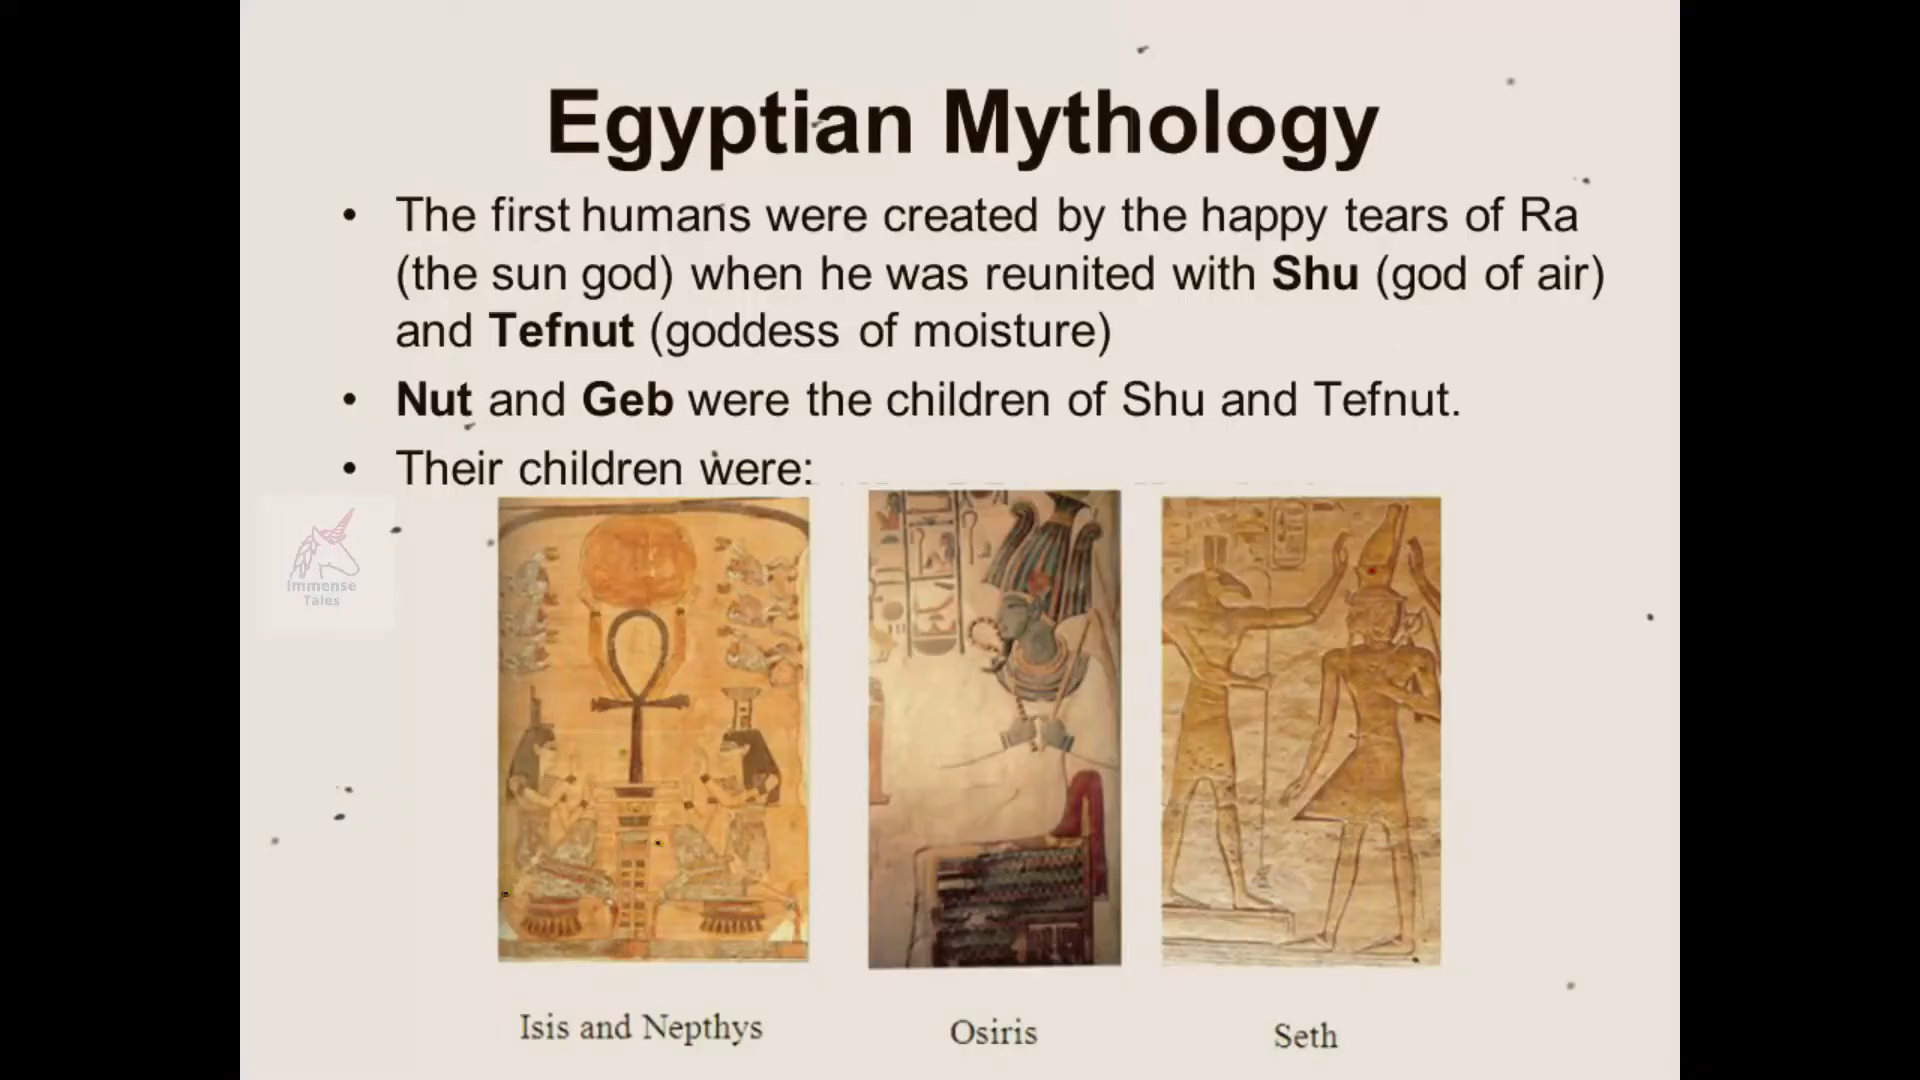 Egyptian Mythology
• The first humans were created by the happy tears of Ra
(the sun god) when he was reunited with Shu (god of air)
and Tefnut (goddess of moisture)
• Nut and Geb were the children of Shu and Tefnut.
• Their children were:
Immense
Tales
Isis and Nepthys
Osiris
Seth